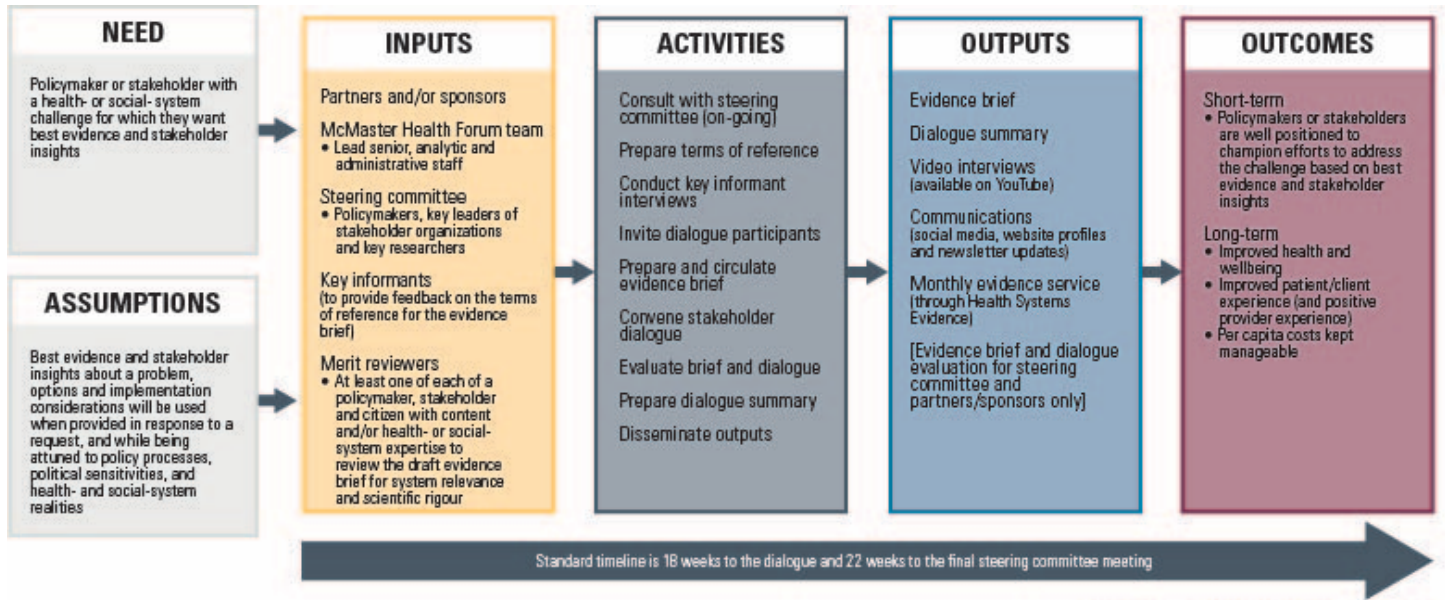 NEED
Policymaker or stakeholder with
a health- or social- system
challenge for which they want
best evidence and stakeholder
insights
ASSUMPTIONS
Best evidence and stakeholder
insights about a problem,
options and implementation
considerations will be used
when provided in response to a
request, and while being
attuned to policy processes,
political sensitivities, and
health- and social-system
realities
INPUTS
Partners and/or sponsors
McMaster Health Forum team
• Lead senior, analytic and
administrative staff
Steering committee
• Policymakers, key leaders of
stakeholder organizations
and key researchers
Key informants
(to provide feedback on the terms
of reference for the evidence
brief)
Merit reviewers
• At least one of each of a
policymaker, stakeholder
and citizen with content
and/or health- or social-
system expertise to
review the draft evidence
brief for system relevance
and scientific rigour
ACTIVITIES
Consult with steering
committee (on-going)
Prepare terms of reference
Conduct key informant
interviews
Invite dialogue participants
Prepare and circulate
evidence brief
Convene stakeholder
dialogue
Evaluate brief and dialogue
Prepare dialogue summary
Disseminate outputs
OUTPUTS
Evidence brief
Dialogue summary
Video interviews
(available on YouTube)
Communications
(social media, website profiles
and newsletter updates)
Monthly evidence service
(through Health Systems
Evidence)
[Evidence brief and dialogue
evaluation for steering
committee and
partners/sponsors only]
OUTCOMES
Short-term
• Policymakers or stakeholders
are well positioned to
champion efforts to address
the challenge based on best
evidence and stakeholder
insights
Long-term
• Improved health and
wellbeing
• Improved patient/client
experience (and positive
provider experience)
• Per capita costs kept
manageable
Standard timeline is 18 weeks to the dialogue and 22 weeks to the final steering committee meeting